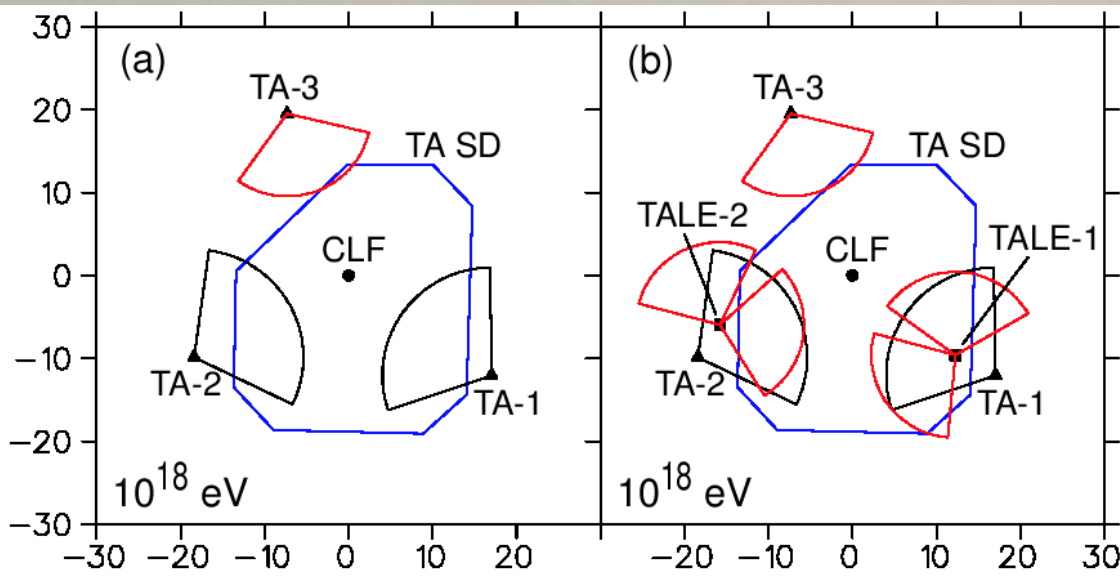 (a)
TA-3
TA SD
CLF
TA-2
TA-1
10^18 eV
30
20
10
0
−10
−20
−30
−30 −20 −10 0 10 20
(b)
TA-3
TA SD
TALE-2
TALE-1
CLF
TA-2
TA-1
10^18 eV
−20 −10 0 10 20 30